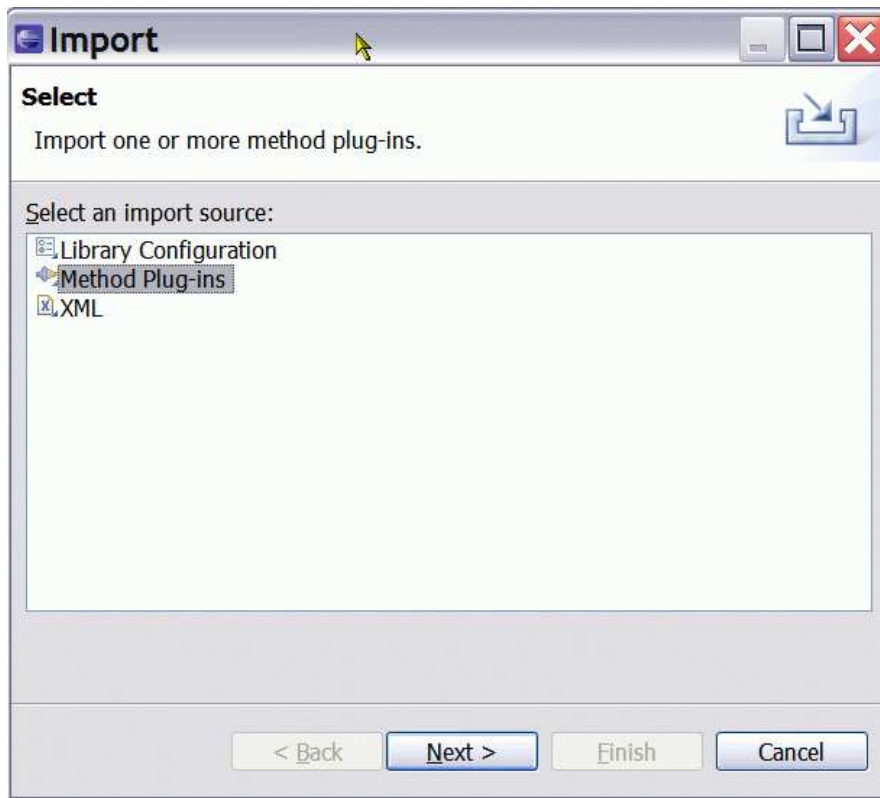 Import
Select
Import one or more method plug-ins.
Select an import source:
Library Configuration
Method Plug-ins
XML
< Back Next > Finish Cancel